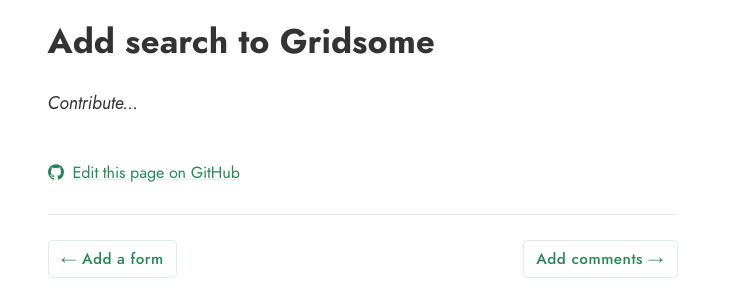 Add search to Gridsome
Contribute...
Edit this page on GitHub
← Add a form
Add comments →